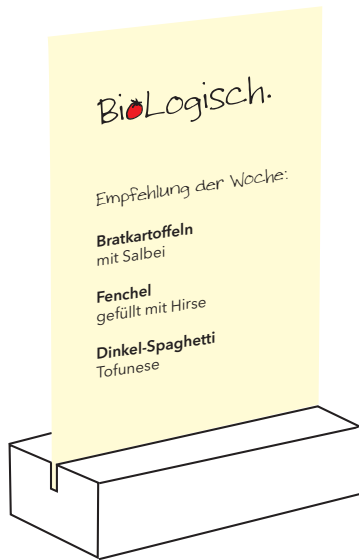 BioLogisch.
Empfehlung der Woche:
Bratkartoffeln
mit Salbei
Fenchel
gefüllt mit Hirse
Dinkel-Spaghetti
Tofunese